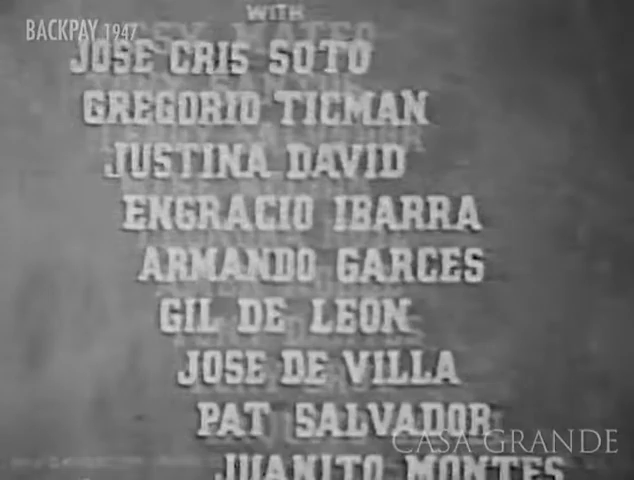 WITH
BACKPAY 1947
JOSE CRIS SOTO
GREGORIO TICMAN
JUSTINA DAVID
ENGRACIO IBARRA
ARMANDO GARCES
GIL DE LEON
JOSE DE VILLA
PAT SALVADOR
CASA GRANDE
JUANITO MONTES